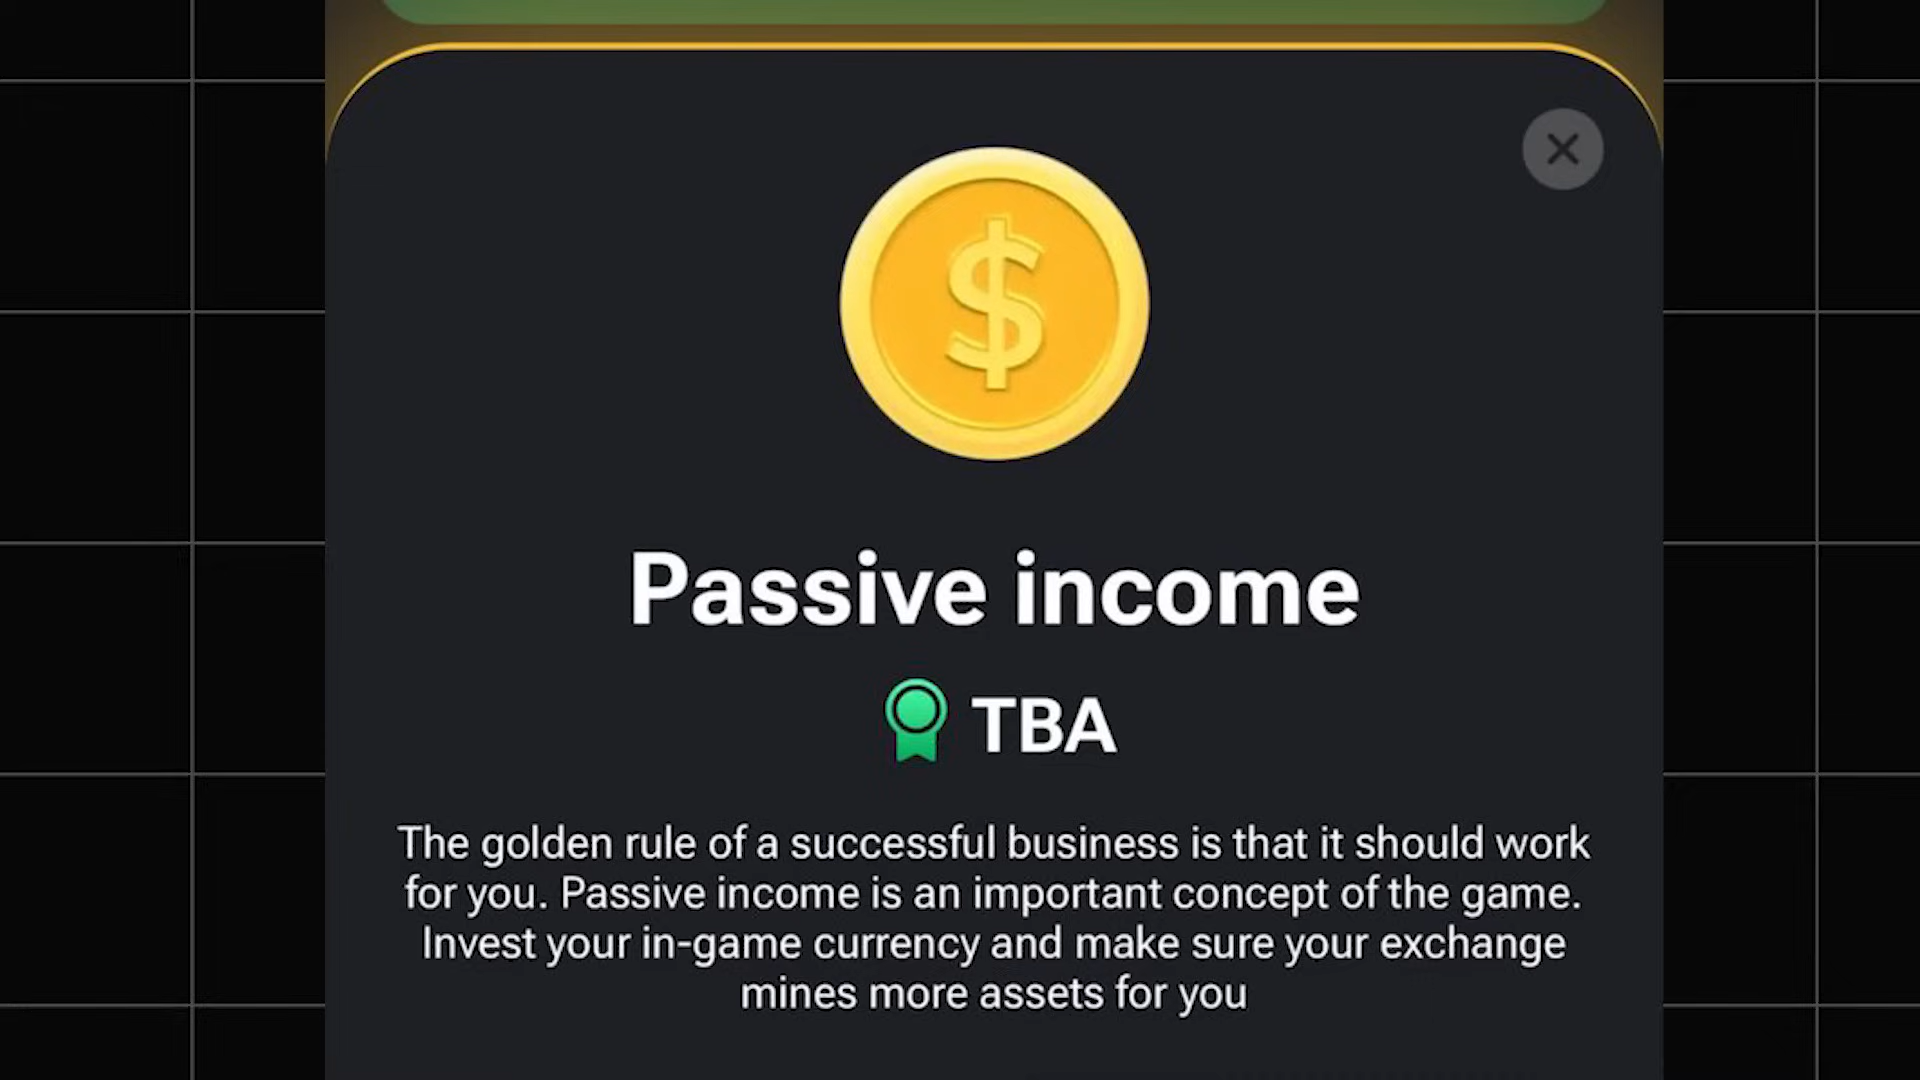 $
Passive income
TBA
The golden rule of a successful business is that it should work
for you. Passive income is an important concept of the game.
Invest your in-game currency and make sure your exchange
mines more assets for you